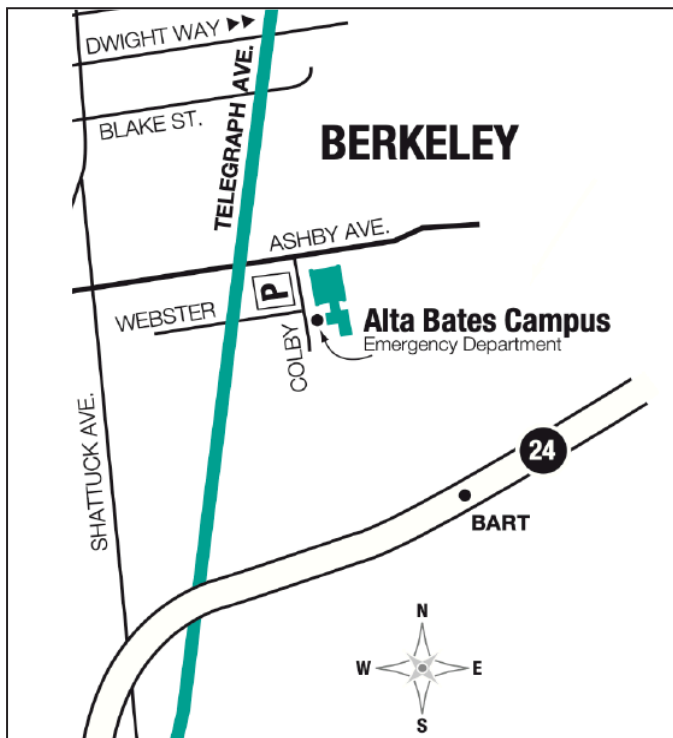 DWIGHT WAY
TELEGRAPH AVE.
BLAKE ST.
BERKELEY
ASHBY AVE.
P
WEBSTER
COLBY
Alta Bates Campus
Emergency Department
SHATTUCK AVE.
24
BART
N
W
E
S